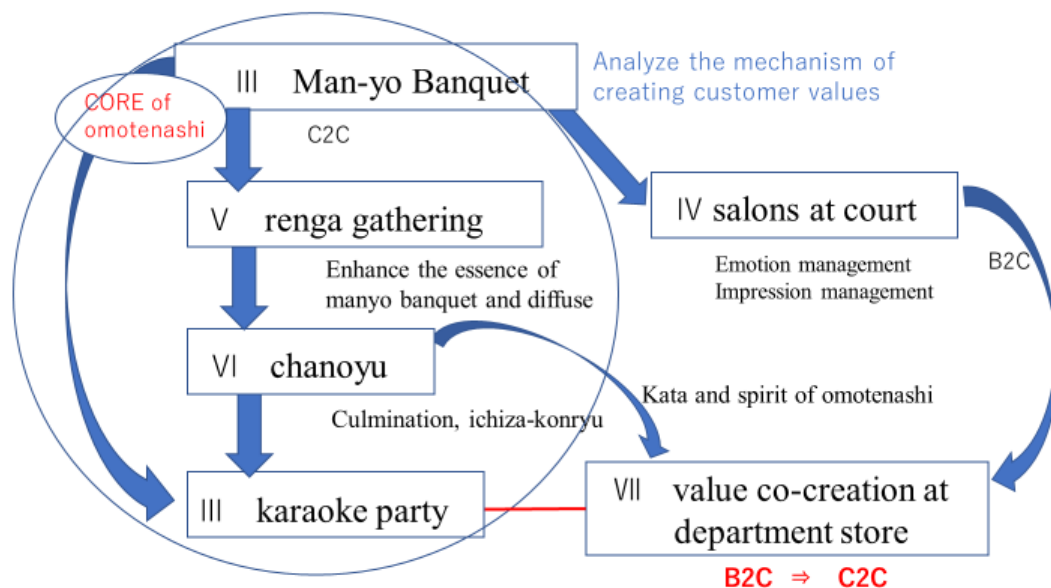 III Man-yo Banquet
Analyze the mechanism of
creating customer values
CORE of
omotenashi
C2C
V renga gathering
IV salons at court
Enhance the essence of
manyo banquet and diffuse
Emotion management
Impression management
B2C
VI chanoyu
Kata and spirit of omotenashi
Culmination, ichiza-konryu
III karaoke party
VII value co-creation at
department store
B2C ⇒ C2C